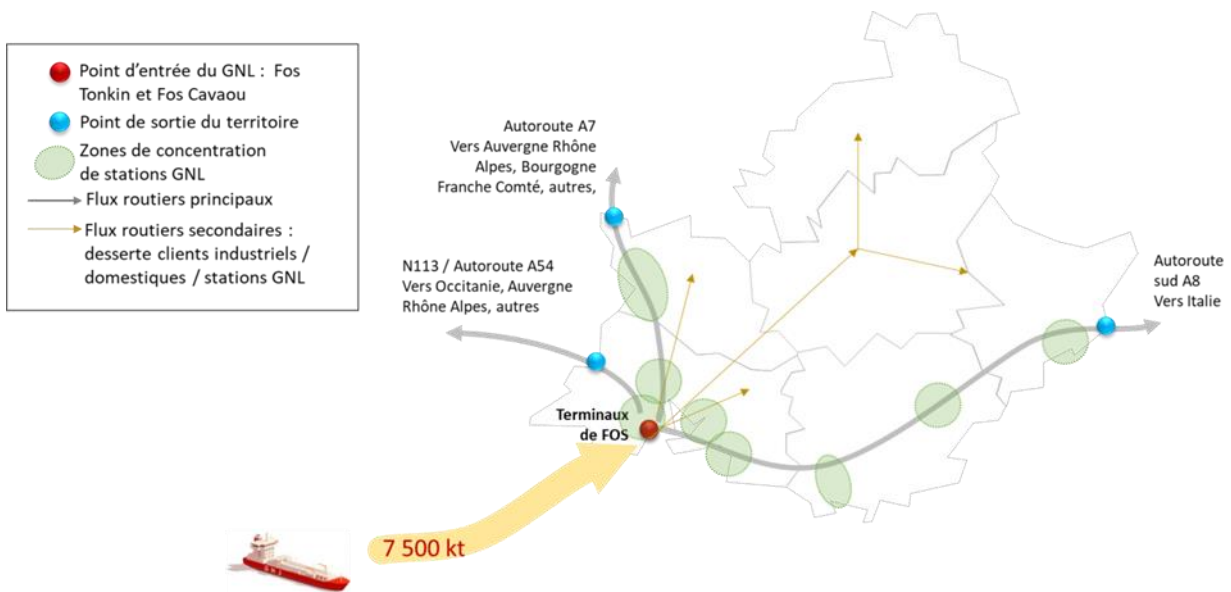 Point d'entrée du GNL : Fos
Tonkin et Fos Cavaou
Point de sortie du territoire
Zones de concentration
de stations GNL
Flux routiers principaux
Flux routiers secondaires :
desserte clients industriels /
domestiques / stations GNL
Autoroute A7
Vers Auvergne Rhône
Alpes, Bourgogne
Franche Comté, autres,
N113 / Autoroute A54
Vers Occitanie, Auvergne
Rhône Alpes, autres
Autoroute
sud A8
Vers Italie
Terminaux
de FOS
7 500 kt